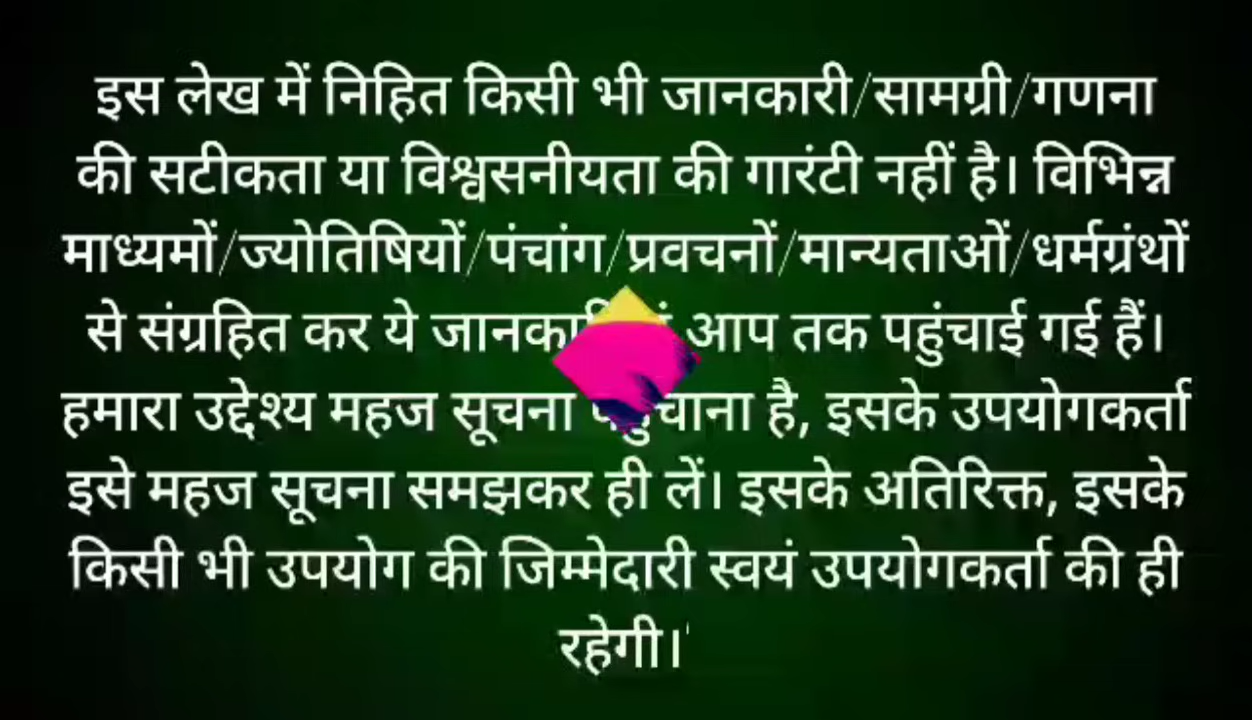 इस लेख में निहित किसी भी जानकारी/सामग्री/गणना
की सटीकता या विश्वसनीयता की गारंटी नहीं है। विभिन्न
माध्यमों/ज्योतिषियों/पंचांग/प्रवचनों/मान्यताओं/धर्मग्रंथों
से संग्रहित कर ये आप तक पहुंचाई गई हैं।
हमारा उद्देश्य महज सूचना है, इसके उपयोगकर्ता
इसे महज सूचना समझकर ही लें। इसके अतिरिक्त, इसके
किसी भी उपयोग की जिम्मेदारी स्वयं उपयोगकर्ता की ही
रहेगी।'